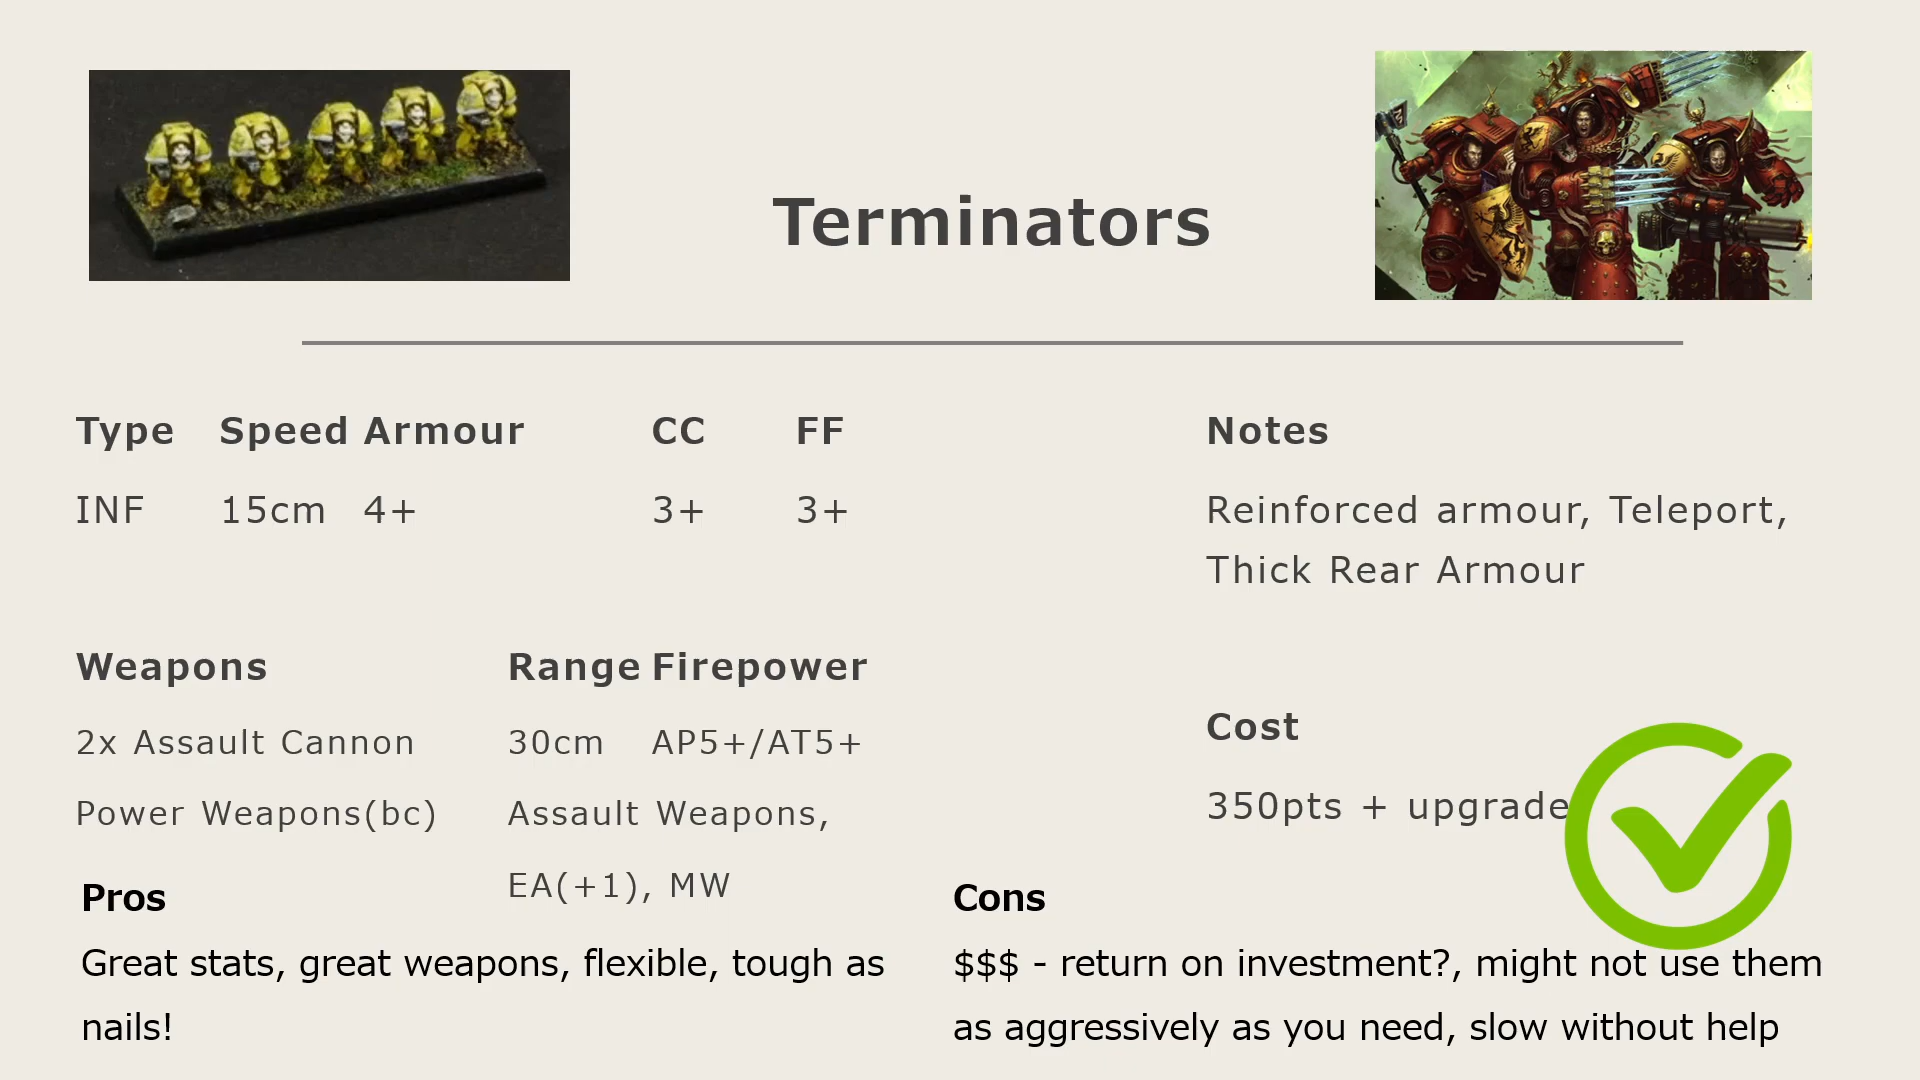 Terminators
Type Speed Armour CC FF
INF 15cm 4+ 3+ 3+
Notes
Reinforced armour, Teleport,
Thick Rear Armour
Weapons Range Firepower
2x Assault Cannon 30cm AP5+/AT5+
Power Weapons(bc) Assault Weapons,
EA(+1), MW
Cost
350pts + upgrade
Pros
Great stats, great weapons, flexible, tough as
nails!
Cons
$$$ - return on investment?, might not use them
as aggressively as you need, slow without help